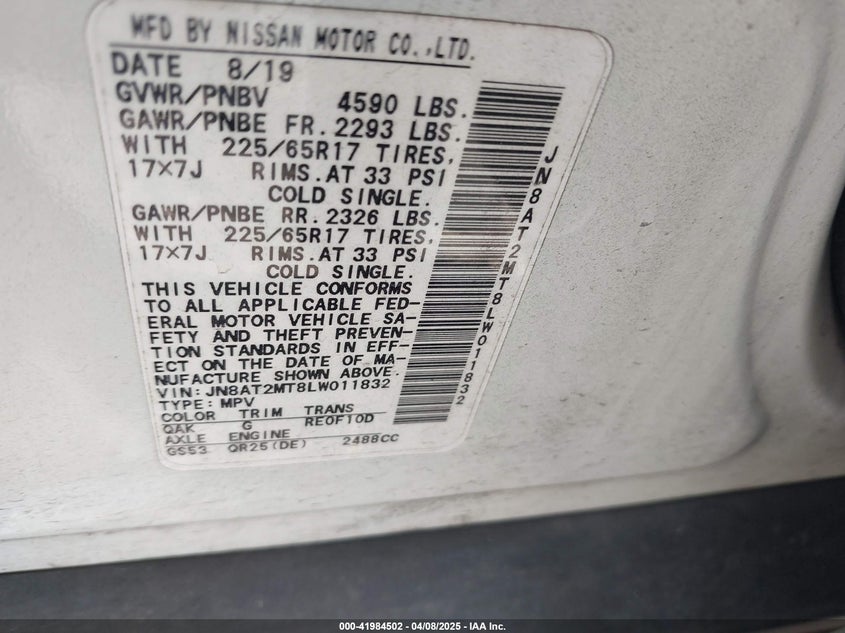 MFD BY NISSAN MOTOR CO.,LTD.
DATE 8/19
GVWR/PNBV 4590 LBS.
GAWR/PNBE FR. 2293 LBS.
WITH 225/65R17 TIRES,
17×7J RIMS.AT 33 PSI
COLD SINGLE.
GAWR/PNBE RR. 2326 LBS.
WITH 225/65R17 TIRES,
17×7J RIMS.AT 33 PSI
COLD SINGLE.
THIS VEHICLE CONFORMS
TO ALL APPLICABLE FED-
ERAL MOTOR VEHICLE SA-
FETY AND THEFT PREVEN-
TION STANDARDS IN EFF-
ECT ON THE DATE OF MA-
NUFACTURE SHOWN ABOVE.
VIN:JN8AT2MT8LW011832
TYPE:MPV
COLOR TRIM TRANS
QAK G RE0F10D
AXLE ENGINE
GS53 QR25(DE) 2488CC
JN8AT2MT8LW011832
000-41984502 - 04/08/2025 - IAA Inc.